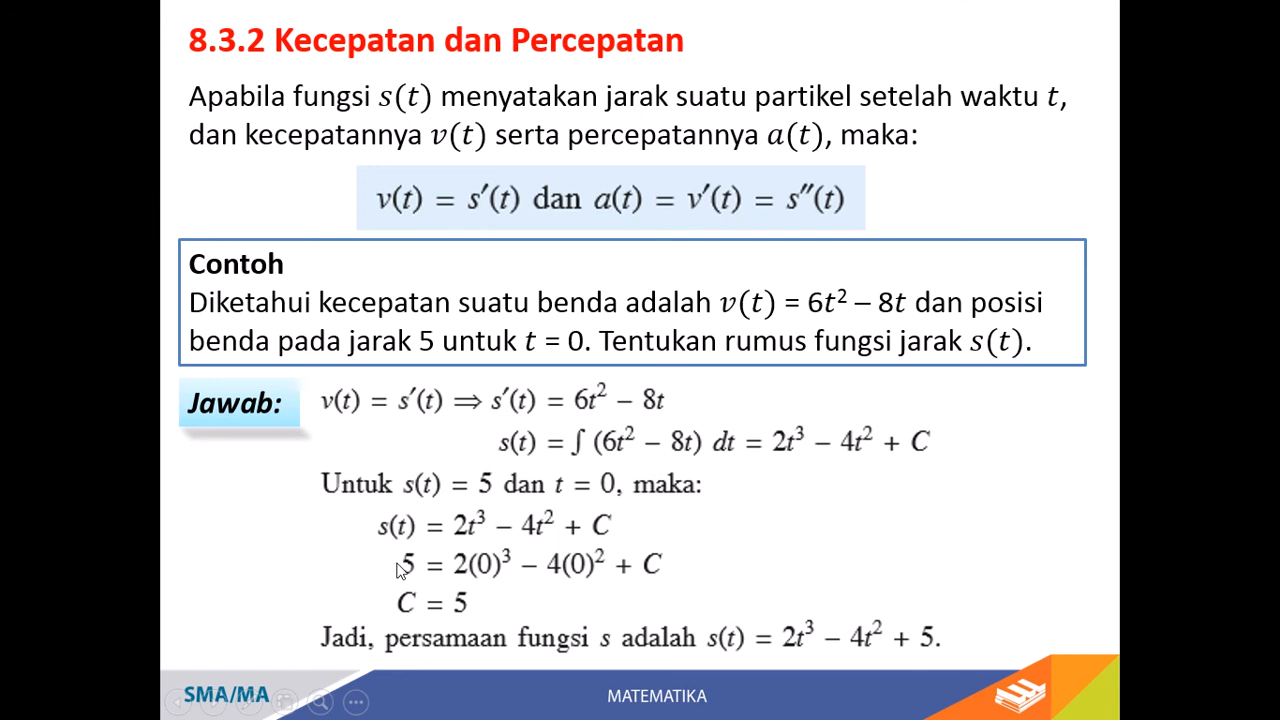 8.3.2 Kecepatan dan Percepatan
Apabila fungsi s(t) menyatakan jarak suatu partikel setelah waktu t,
dan kecepatannya v(t) serta percepatannya a(t), maka:
v(t) = s′(t) dan a(t) = v′(t) = s″(t)
Contoh
Diketahui kecepatan suatu benda adalah v(t) = 6t² – 8t dan posisi
benda pada jarak 5 untuk t = 0. Tentukan rumus fungsi jarak s(t).
Jawab: v(t) = s′(t) ⟹ s′(t) = 6t² − 8t
s(t) = ∫ (6t² − 8t) dt = 2t³ − 4t² + C
Untuk s(t) = 5 dan t = 0, maka:
s(t) = 2t³ − 4t² + C
5 = 2(0)³ − 4(0)² + C
C = 5
Jadi, persamaan fungsi s adalah s(t) = 2t³ − 4t² + 5.
SMA/MA
MATEMATIKA